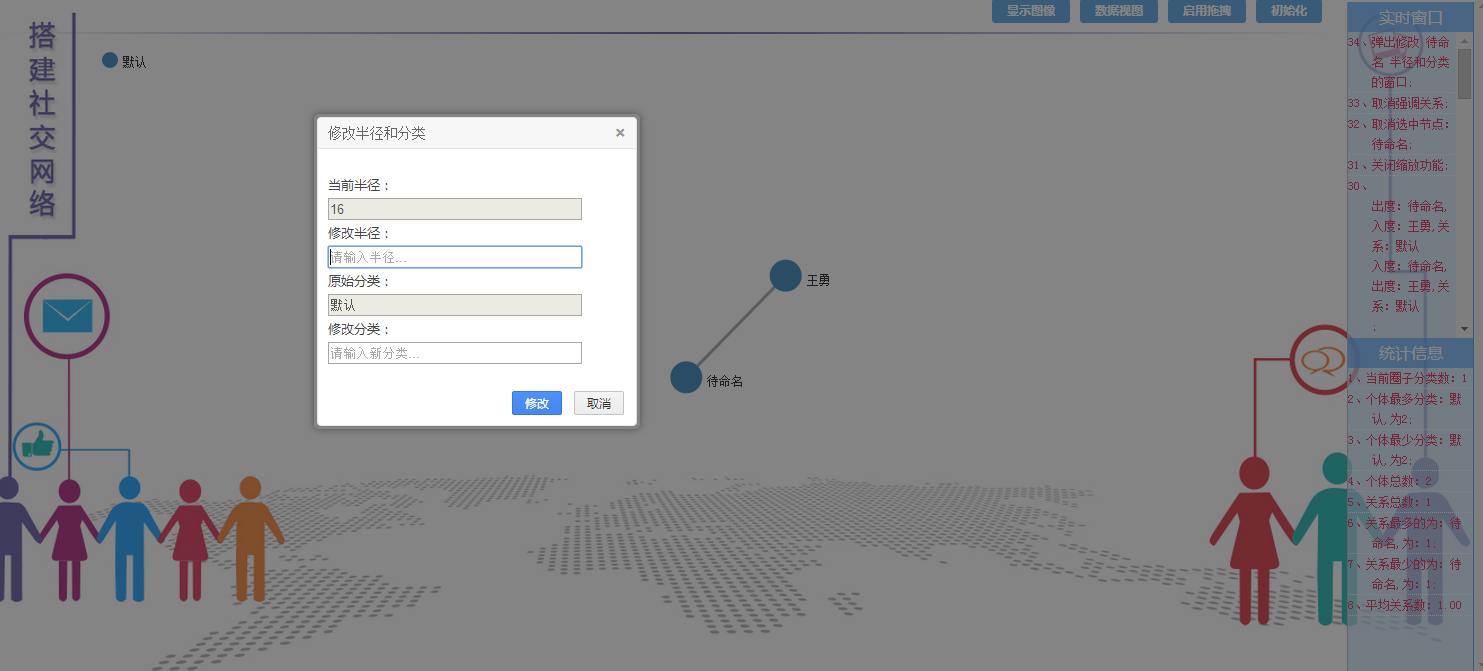 搭建社交网络
显示图像
数据视图
启用拖拽
初始化
默认
修改半径和分类
×
当前半径：
16
修改半径：
请输入半径...
原始分类：
默认
修改分类：
请输入新分类...
修改
取消
王勇
待命名
实时窗口
34、弹出修改 待命
名 半径和分类
的窗口;
33、取消强调关系;
32、取消选中节点:
待命名;
31、关闭缩放功能;
30、
出度: 待命名,
入度: 王勇,关
系: 默认
入度: 待命名,
出度: 王勇,关
系: 默认
;
统计信息
1、当前圈子分类数: 1
2、个体最多分类: 默
认,为2;
3、个体最少分类: 默
认,为2;
4、个体总数: 2
5、关系总数: 1
6、关系最多的为: 待
命名,为: 1;
7、关系最少的为: 待
命名,为: 1;
8、平均关系数: 1.00